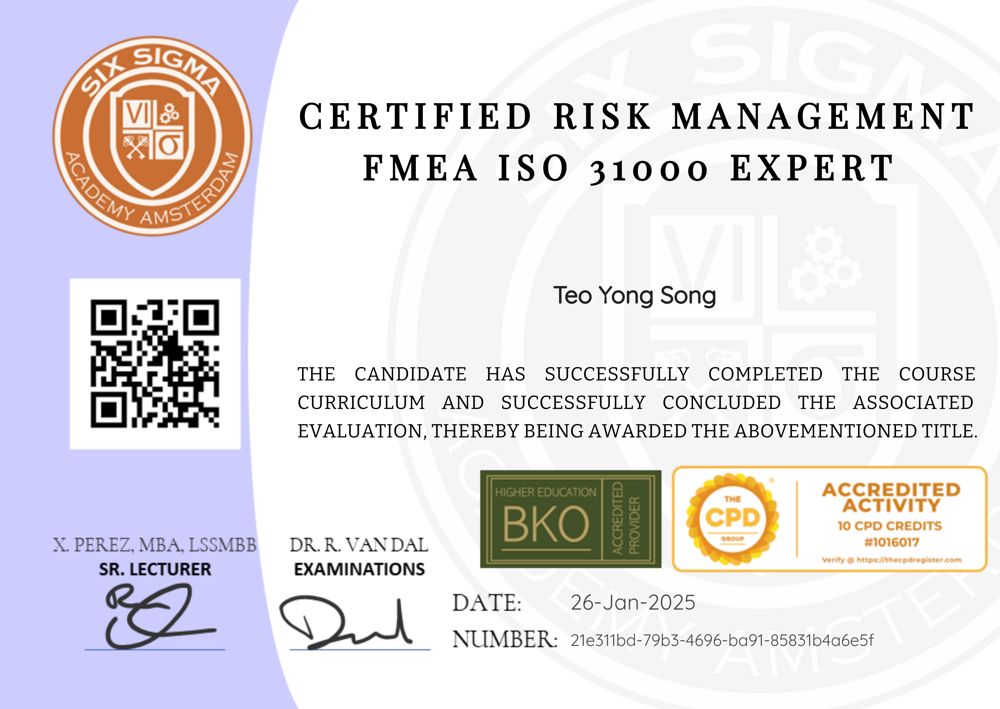 SIX SIGMA
ACADEMY AMSTERDAM
VI
σ
CERTIFIED RISK MANAGEMENT
FMEA ISO 31000 EXPERT
Teo Yong Song
THE CANDIDATE HAS SUCCESSFULLY COMPLETED THE COURSE
CURRICULUM AND SUCCESSFULLY CONCLUDED THE ASSOCIATED
EVALUATION, THEREBY BEING AWARDED THE ABOVEMENTIONED TITLE.
HIGHER EDUCATION
BKO
ACCREDITED
PROVIDER
THE
CPD
GROUP
®
ACCREDITED
ACTIVITY
10 CPD CREDITS
#1016017
Verify @ https://thecpdregister.com
X. PEREZ, MBA, LSSMBB
SR. LECTURER
DR. R. VAN DAL
EXAMINATIONS
DATE: 26-Jan-2025
NUMBER: 21e311bd-79b3-4696-ba91-85831b4a6e5f